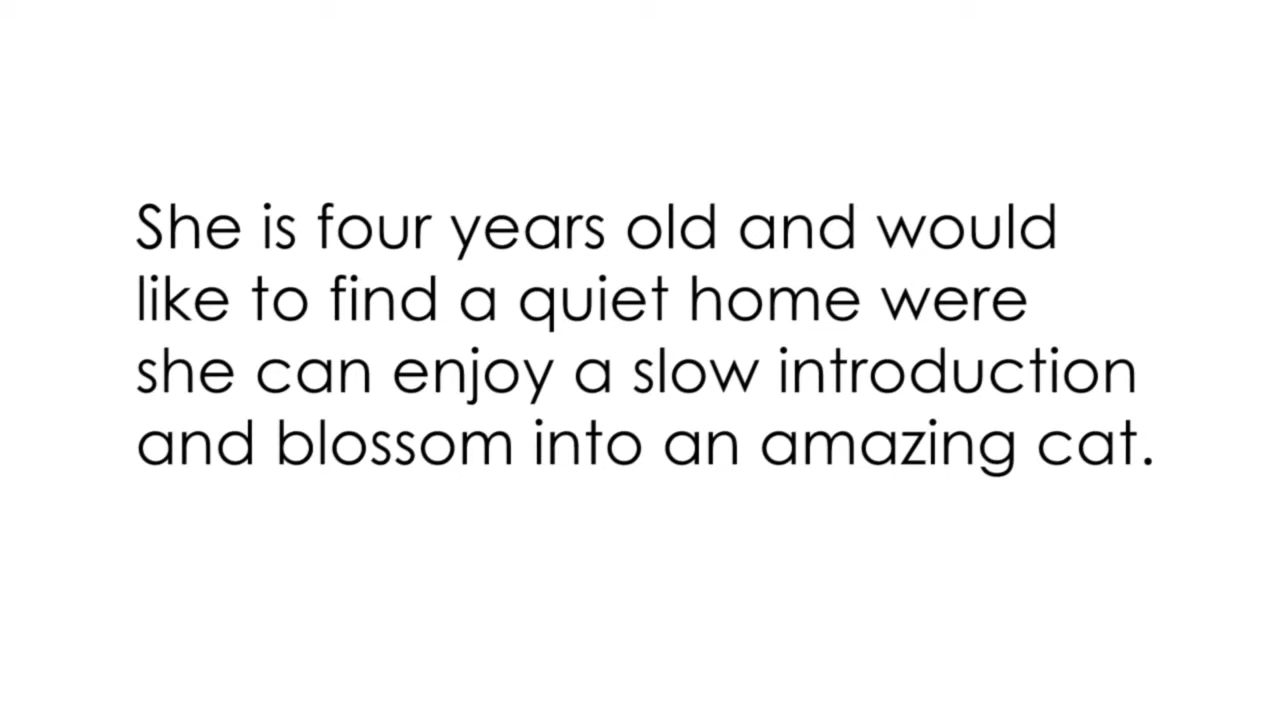 She is four years old and would
like to find a quiet home were
she can enjoy a slow introduction
and blossom into an amazing cat.